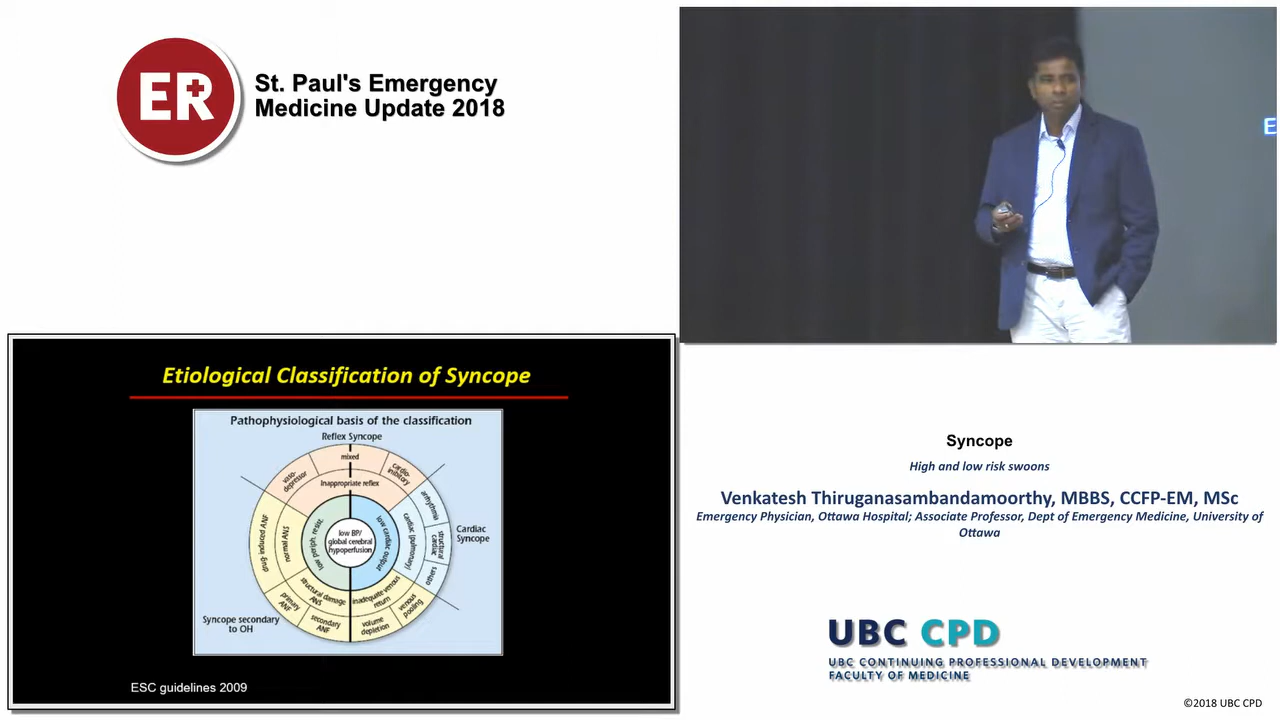 ER
St. Paul's Emergency
Medicine Update 2018
E
Etiological Classification of Syncope
Pathophysiological basis of the classification
Reflex Syncope
mixed
vaso-
depressor
cardio-
inhibitory
Inappropriate reflex
drug-induced ANF
normal ANS
low periph. resist.
low BP/
global cerebral
hypoperfusion
low cardiac output
cardiac (pulmonary)
arrhythmia
structural
cardiac
others
Cardiac
Syncope
structural damage
ANS
inadequate venous
return
primary
ANF
secondary
ANF
volume
depletion
venous
pooling
Syncope secondary
to OH
ESC guidelines 2009
Syncope
High and low risk swoons
Venkatesh Thiruganasambandamoorthy, MBBS, CCFP-EM, MSc
Emergency Physician, Ottawa Hospital; Associate Professor, Dept of Emergency Medicine, University of
Ottawa
UBC CPD
UBC CONTINUING PROFESSIONAL DEVELOPMENT
FACULTY OF MEDICINE
©2018 UBC CPD